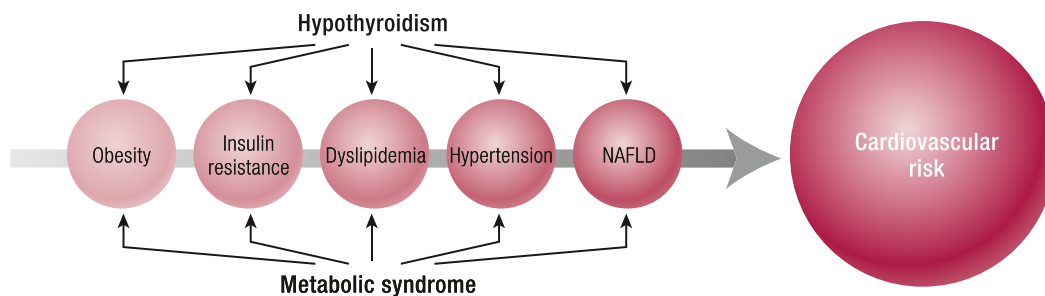 Hypothyroidism
Obesity
Insulin
resistance
Dyslipidemia
Hypertension
NAFLD
Cardiovascular
risk
Metabolic syndrome